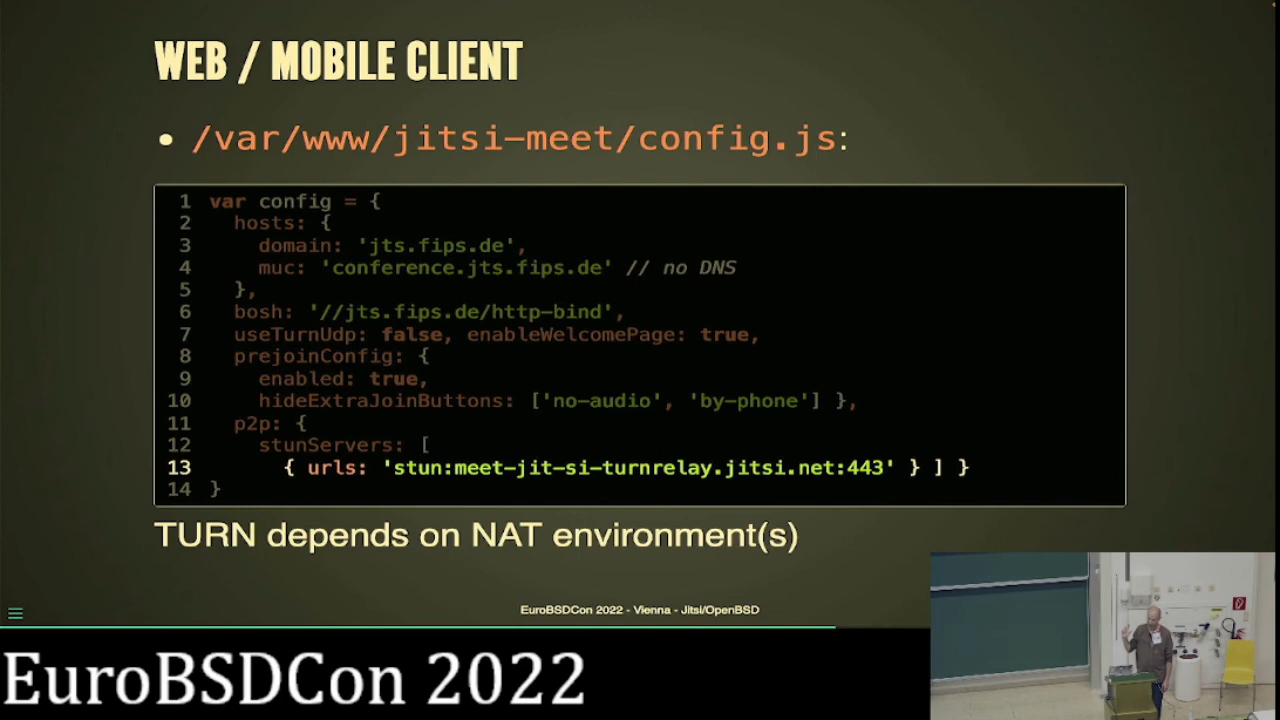 WEB / MOBILE CLIENT
• /var/www/jitsi-meet/config.js:
1 var config = {
2 hosts: {
3 domain: 'jts.fips.de',
4 muc: 'conference.jts.fips.de' // no DNS
5 },
6 bosh: '//jts.fips.de/http-bind',
7 useTurnUdp: false, enableWelcomePage: true,
8 prejoinConfig: {
9 enabled: true,
10 hideExtraJoinButtons: ['no-audio', 'by-phone'] },
11 p2p: {
12 stunServers: [
13 { urls: 'stun:meet-jit-si-turnrelay.jitsi.net:443' } ] }
14 }
TURN depends on NAT environment(s)
EuroBSDCon 2022 - Vienna - Jitsi/OpenBSD
EuroBSDCon 2022